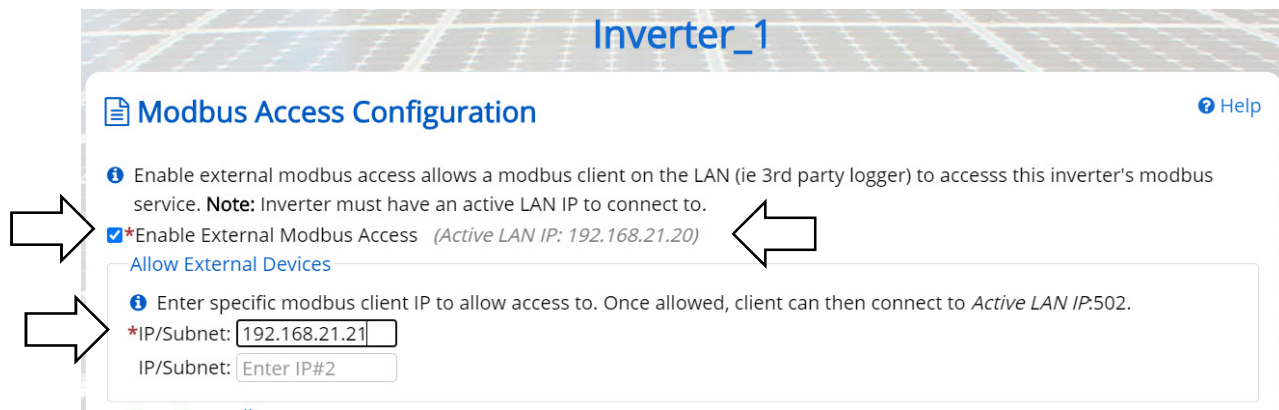 Inverter_1
Modbus Access Configuration
Help
Enable external modbus access allows a modbus client on the LAN (ie 3rd party logger) to accesss this inverter's modbus
service. Note: Inverter must have an active LAN IP to connect to.
*Enable External Modbus Access (Active LAN IP: 192.168.21.20)
Allow External Devices
Enter specific modbus client IP to allow access to. Once allowed, client can then connect to Active LAN IP:502.
*IP/Subnet: 192.168.21.21
IP/Subnet: Enter IP#2